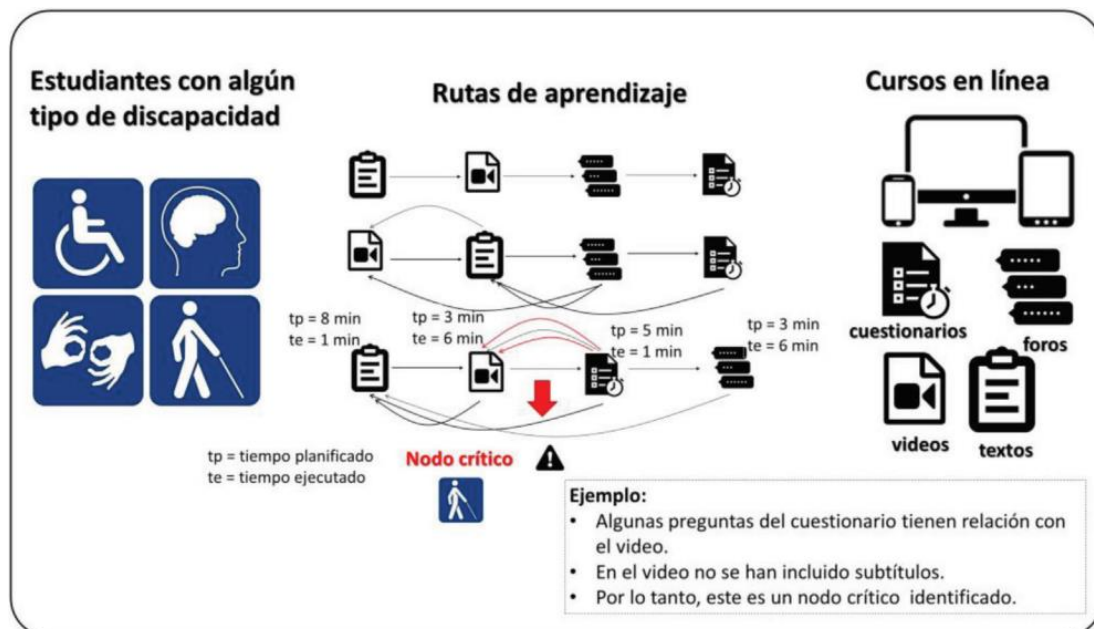 Estudiantes con algún
tipo de discapacidad
Rutas de aprendizaje
Cursos en línea
tp = 8 min
te = 1 min
tp = 3 min
te = 6 min
tp = 5 min
te = 1 min
tp = 3 min
te = 6 min
cuestionarios
foros
videos
textos
tp = tiempo planificado
te = tiempo ejecutado
Nodo crítico
Ejemplo:
• Algunas preguntas del cuestionario tienen relación con
el video.
• En el video no se han incluido subtítulos.
• Por lo tanto, este es un nodo crítico identificado.